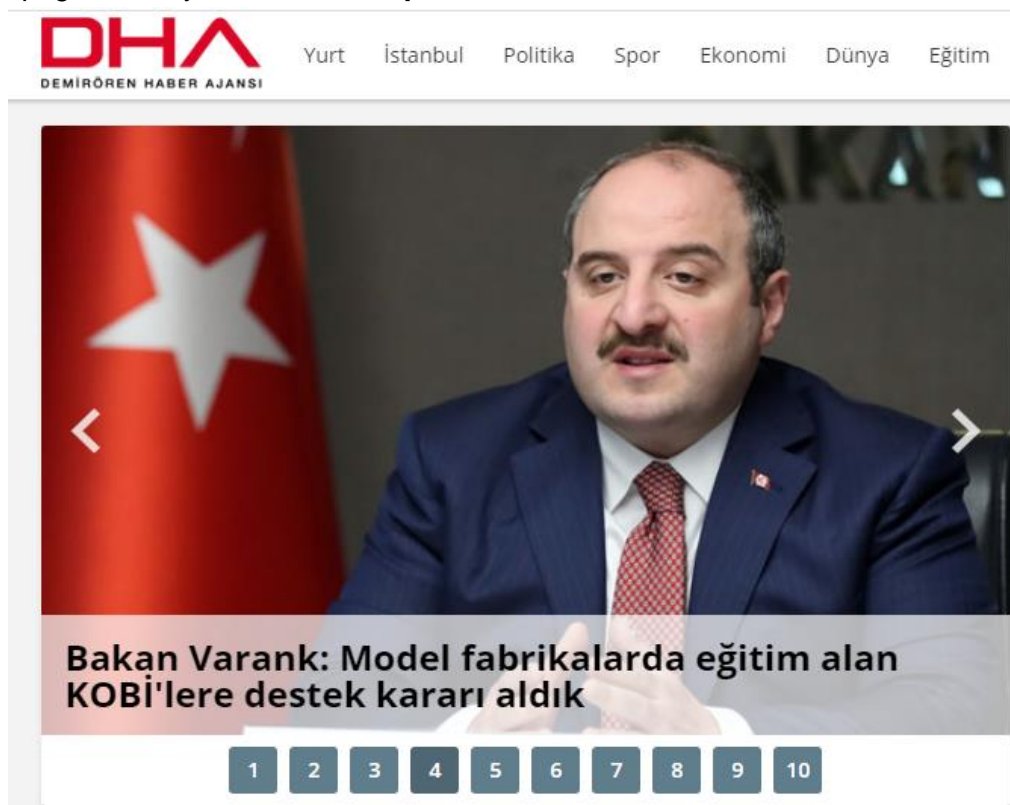 DHA
DEMİRÖREN HABER AJANSI
Yurt İstanbul Politika Spor Ekonomi Dünya Eğitim
AKAN
Bakan Varank: Model fabrikalarda eğitim alan
KOBİ'lere destek kararı aldık
1 2 3 4 5 6 7 8 9 10